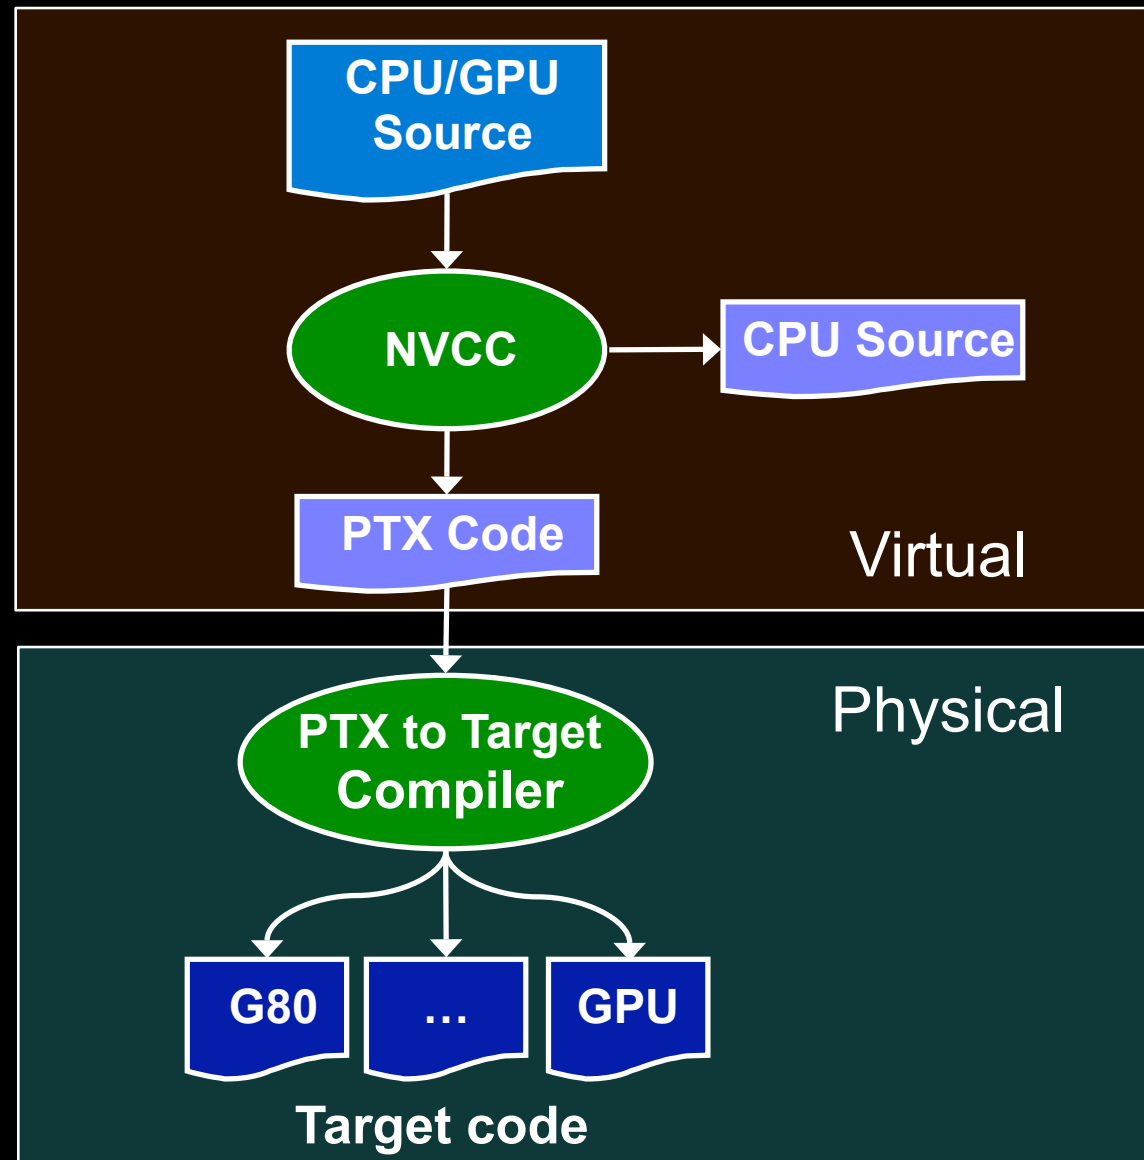 CPU/GPU
Source
NVCC
CPU Source
PTX Code
Virtual
Physical
PTX to Target
Compiler
G80
...
GPU
Target code